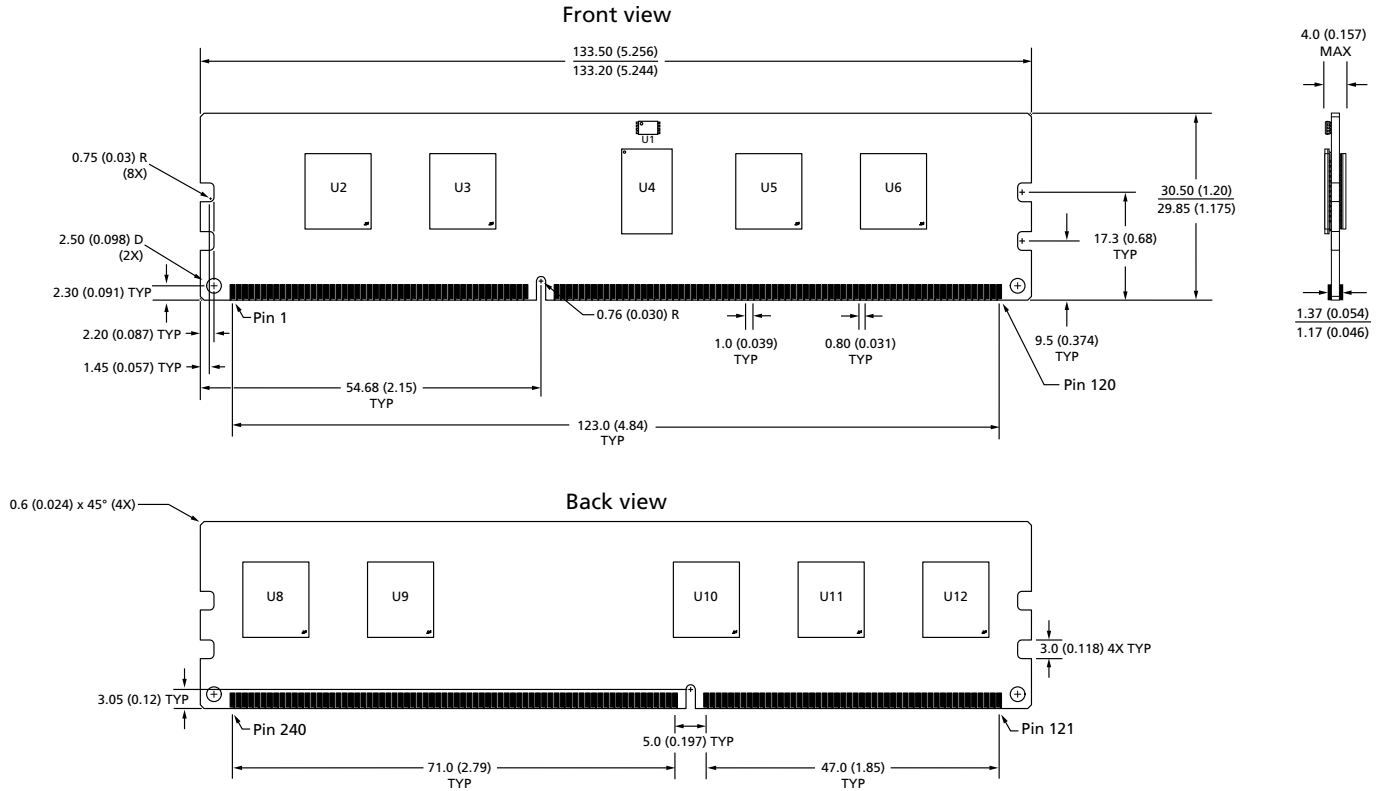 Front view
133.50 (5.256)
133.20 (5.244)
4.0 (0.157)
MAX
U1
0.75 (0.03) R
(8X)
U2
U3
U4
U5
U6
30.50 (1.20)
29.85 (1.175)
17.3 (0.68)
TYP
2.50 (0.098) D
(2X)
2.30 (0.091) TYP
Pin 1
0.76 (0.030) R
2.20 (0.087) TYP
1.0 (0.039)
TYP
0.80 (0.031)
TYP
9.5 (0.374)
TYP
1.37 (0.054)
1.17 (0.046)
1.45 (0.057) TYP
54.68 (2.15)
TYP
Pin 120
123.0 (4.84)
TYP
Back view
0.6 (0.024) x 45° (4X)
U8
U9
U10
U11
U12
3.0 (0.118) 4X TYP
3.05 (0.12) TYP
Pin 240
5.0 (0.197) TYP
Pin 121
71.0 (2.79)
TYP
47.0 (1.85)
TYP